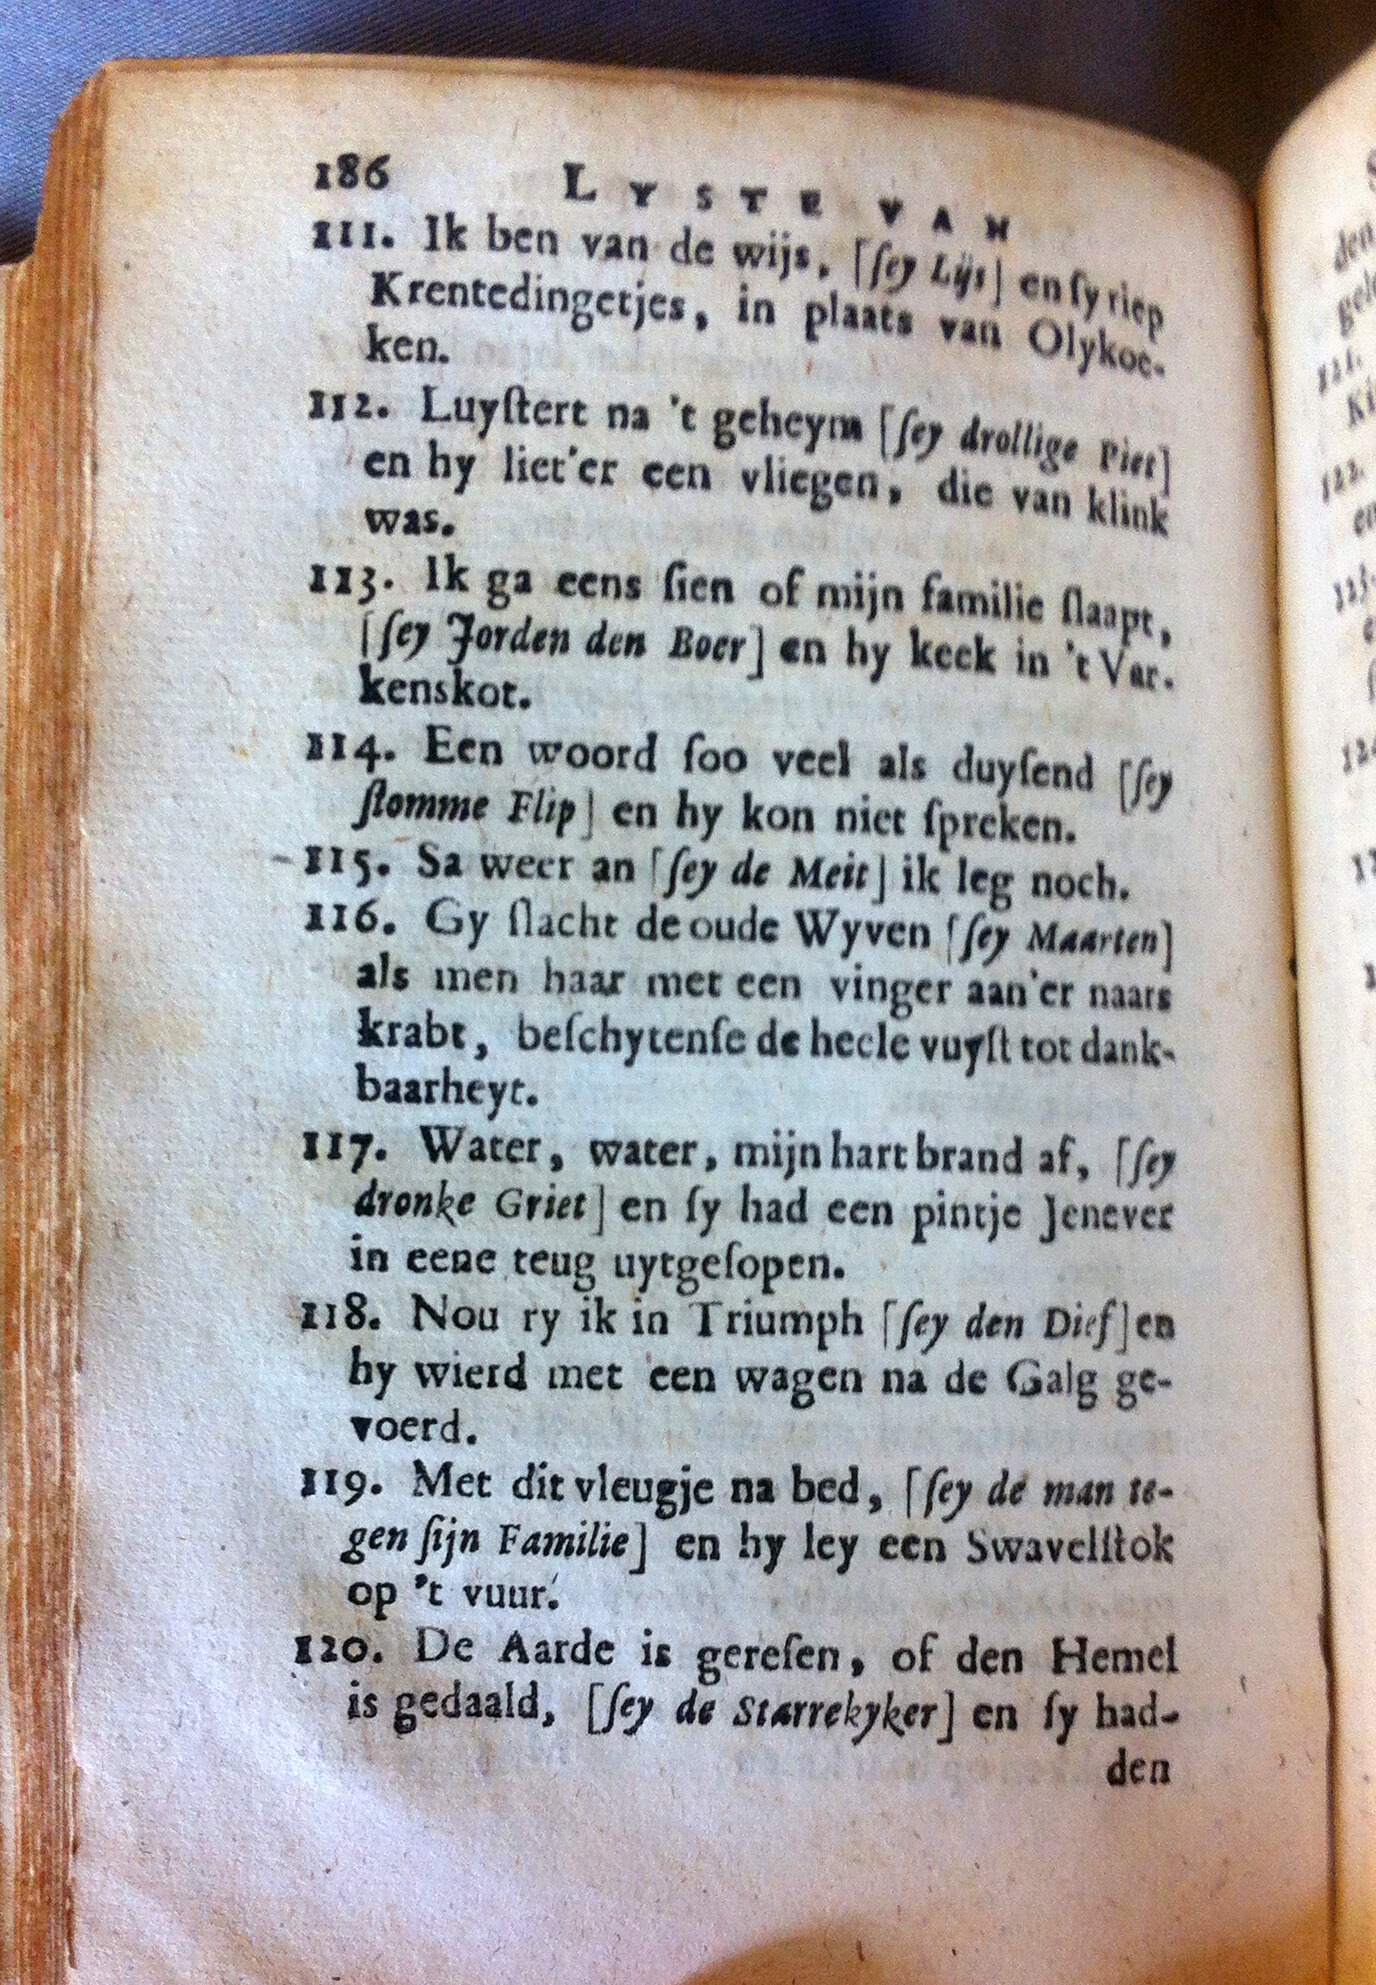 186 LYSTE VAN
111. Ik ben van de wijs, [ſey Lijs] en ſy riep
Krentedingetjes, in plaats van Olykoe-
ken.
112. Luyſtert na 't geheym [ſey drollige Piet]
en hy liet'er een vliegen, die van klink
was.
113. Ik ga eens ſien of mijn familie ſlaapt,
[ſey Jorden den Boer] en hy keek in 't Var-
kenskot.
114. Een woord ſoo veel als duyſend [ſey
ſtomme Flip] en hy kon niet ſpreken.
115. Sa weer an [ſey de Meit] ik leg noch.
116. Gy ſlacht de oude Wyven [ſey Maarten]
als men haar met een vinger aan'er naars
krabt, beſchytenſe de heele vuyſt tot dank-
baarheyt.
117. Water, water, mijn hart brand af, [ſey
dronke Griet] en ſy had een pintje Jenever
in eene teug uytgeſopen.
118. Nou ry ik in Triumph [ſey den Dief] en
hy wierd met een wagen na de Galg ge-
voerd.
119. Met dit vleugje na bed, [ſey de man te-
gen ſijn Familie] en hy ley een Swavelſtok
op 't vuur.
120. De Aarde is gereſen, of den Hemel
is gedaald, [ſey de Starrekyker] en ſy had-
den
den
121.
122.
en